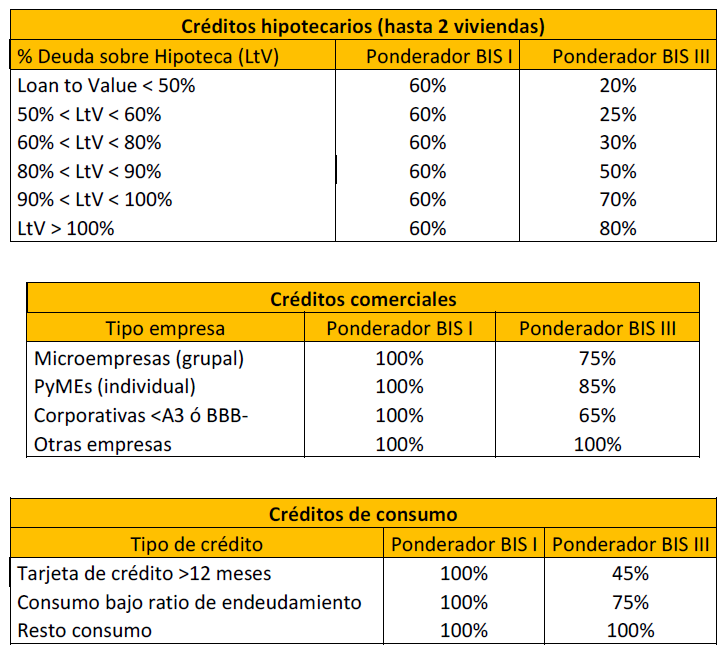 Créditos hipotecarios (hasta 2 viviendas)
% Deuda sobre Hipoteca (LtV) Ponderador BIS I Ponderador BIS III
Loan to Value < 50% 60% 20%
50% < LtV < 60% 60% 25%
60% < LtV < 80% 60% 30%
80% < LtV < 90% 60% 50%
90% < LtV < 100% 60% 70%
LtV > 100% 60% 80%
Créditos comerciales
Tipo empresa Ponderador BIS I Ponderador BIS III
Microempresas (grupal) 100% 75%
PyMEs (individual) 100% 85%
Corporativas <A3 ó BBB- 100% 65%
Otras empresas 100% 100%
Créditos de consumo
Tipo de crédito Ponderador BIS I Ponderador BIS III
Tarjeta de crédito >12 meses 100% 45%
Consumo bajo ratio de endeudamiento 100% 75%
Resto consumo 100% 100%